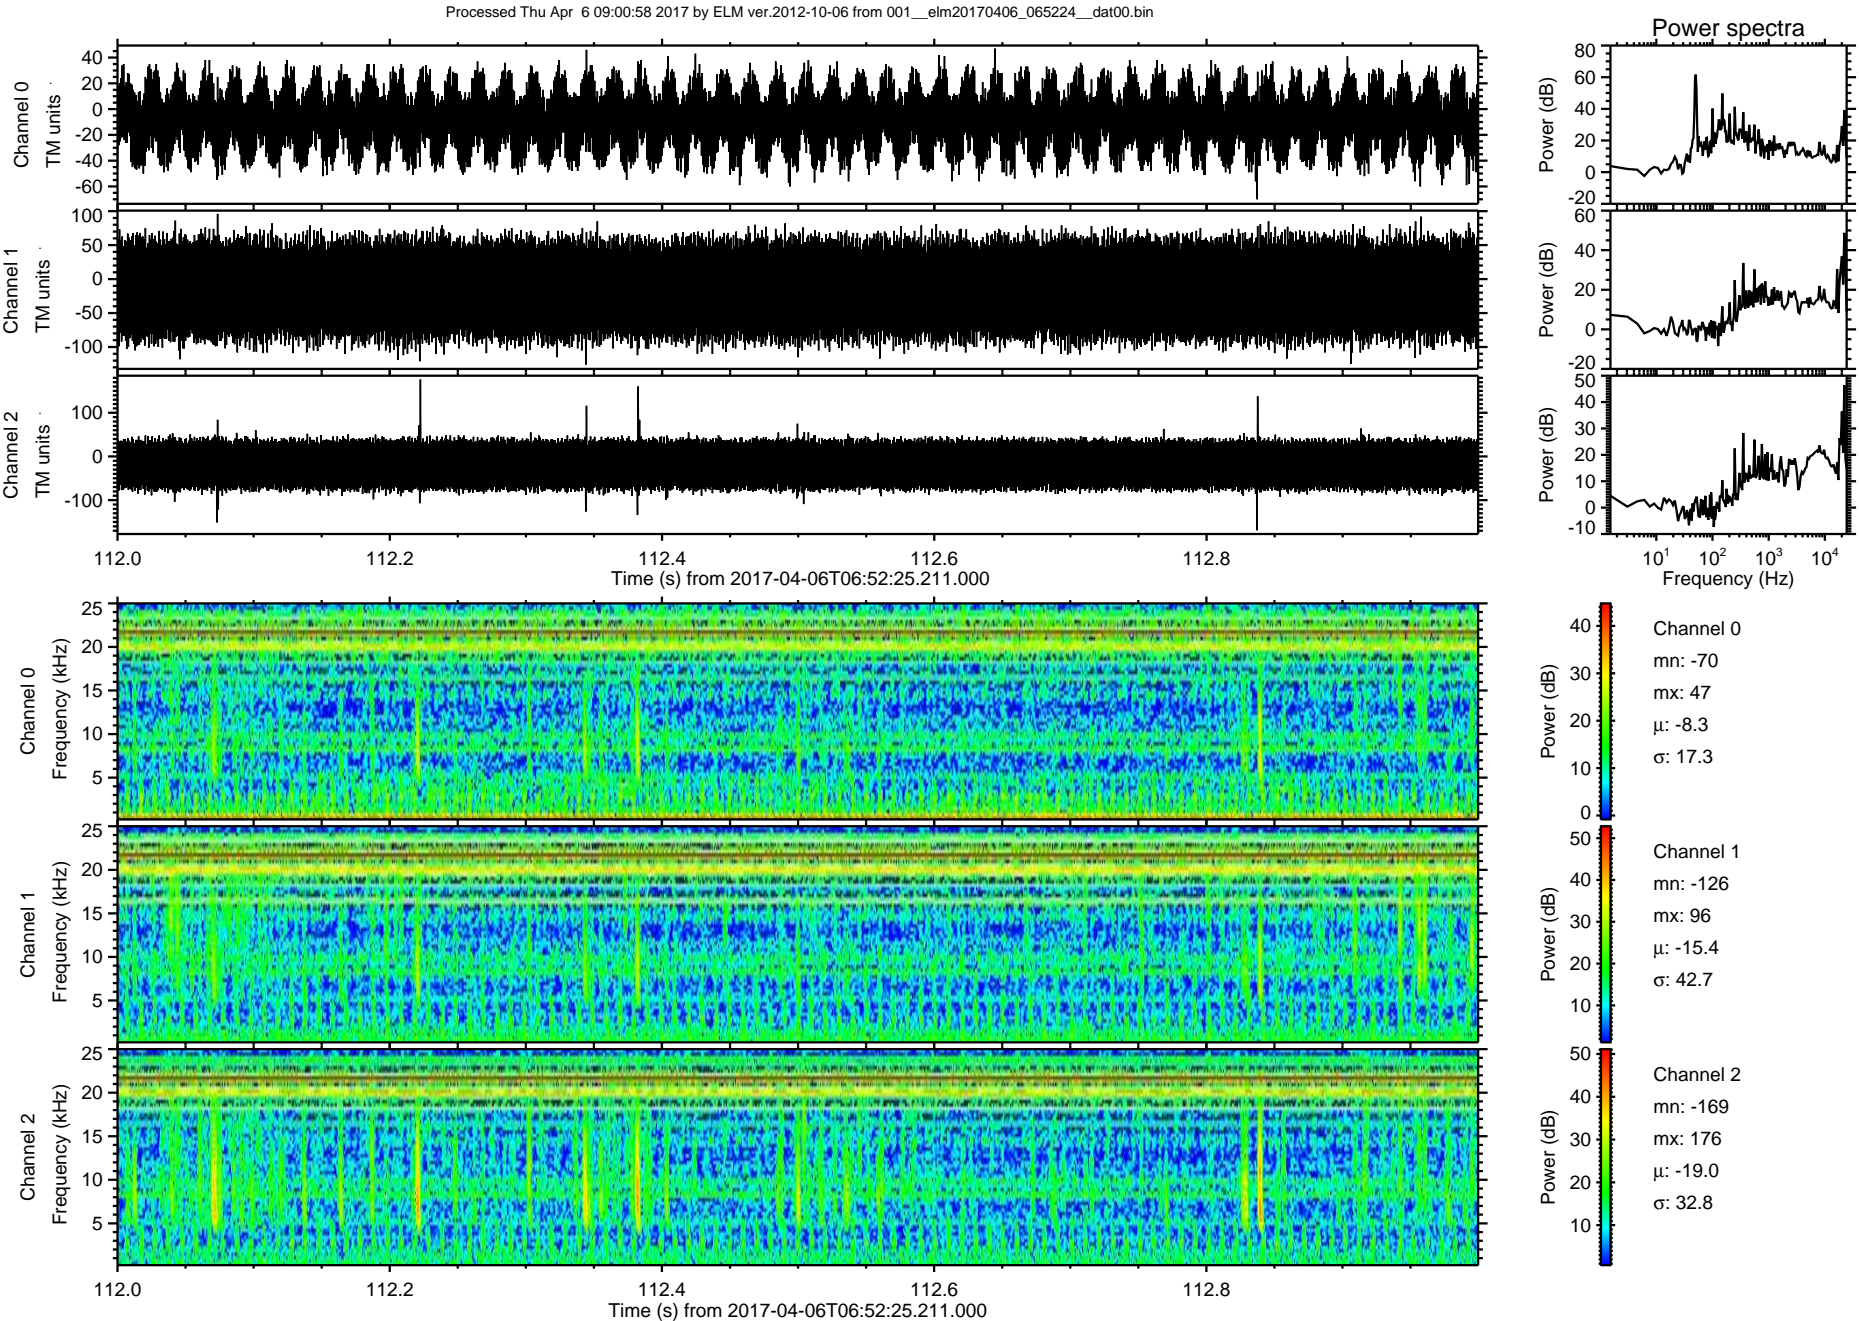 Processed Thu Apr  6 09:00:58 2017 by ELM ver.2012-10-06 from 001__elm20170406_065224__dat00.bin
Power spectra
Channel 0
TM units
40
20
0
-20
-40
-60
Power (dB)
80
60
40
20
0
-20
Channel 1
TM units
100
50
0
-50
-100
Power (dB)
60
40
20
0
-20
Channel 2
TM units
100
0
-100
Power (dB)
50
40
30
20
10
0
-10
112.0 112.2 112.4 112.6 112.8
Time (s) from 2017-04-06T06:52:25.211.000
10¹ 10² 10³ 10⁴
Frequency (Hz)
Channel 0
Frequency (kHz)
25
20
15
10
5
Power (dB)
40
30
20
10
0
Channel 0
mn: -70
mx: 47
μ: -8.3
σ: 17.3
Channel 1
Frequency (kHz)
25
20
15
10
5
Power (dB)
50
40
30
20
10
Channel 1
mn: -126
mx: 96
μ: -15.4
σ: 42.7
Channel 2
Frequency (kHz)
25
20
15
10
5
Power (dB)
50
40
30
20
10
Channel 2
mn: -169
mx: 176
μ: -19.0
σ: 32.8
112.0 112.2 112.4 112.6 112.8
Time (s) from 2017-04-06T06:52:25.211.000